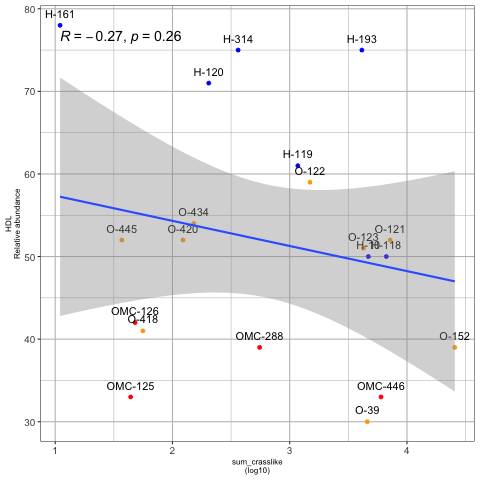 80
H-161
R = −0.27, p = 0.26
H-314
H-193
H-120
70
H-119
O-122
60
O-434
O-445
O-420
O-121
O-123
H-118
50
HDL
Relative abundance
OMC-126
O-418
40
OMC-288
O-152
OMC-125
OMC-446
O-39
30
1
2
3
4
sum_crasslike
(log10)